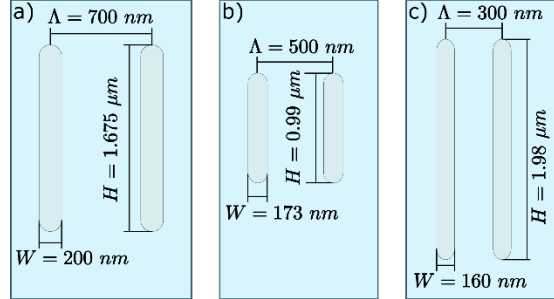 a)
Λ = 700 nm
H = 1.675 μm
W = 200 nm
b)
Λ = 500 nm
H = 0.99 μm
W = 173 nm
c)
Λ = 300 nm
H = 1.98 μm
W = 160 nm